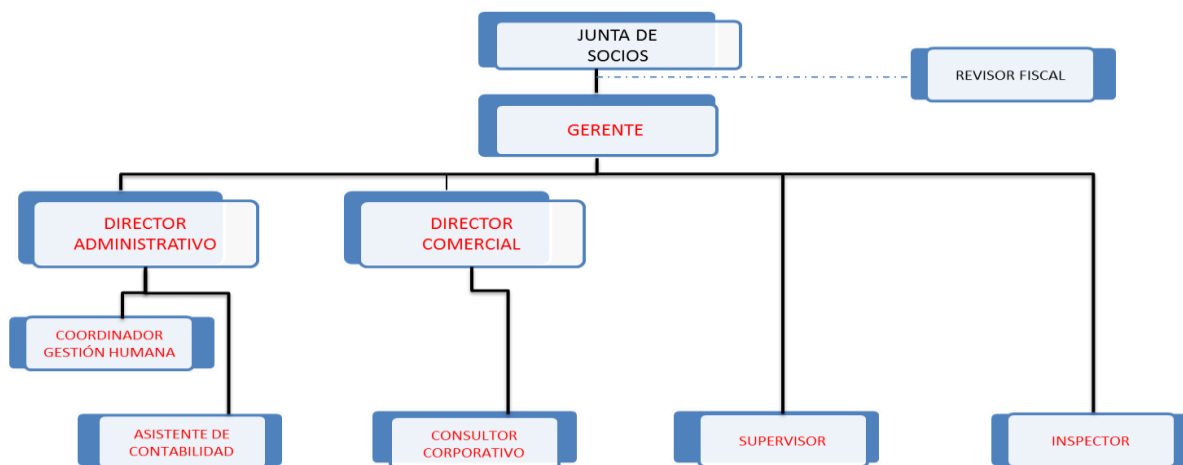 JUNTA DE
SOCIOS
REVISOR FISCAL
GERENTE
DIRECTOR
ADMINISTRATIVO
DIRECTOR
COMERCIAL
COORDINADOR
GESTIÓN HUMANA
ASISTENTE DE
CONTABILIDAD
CONSULTOR
CORPORATIVO
SUPERVISOR
INSPECTOR